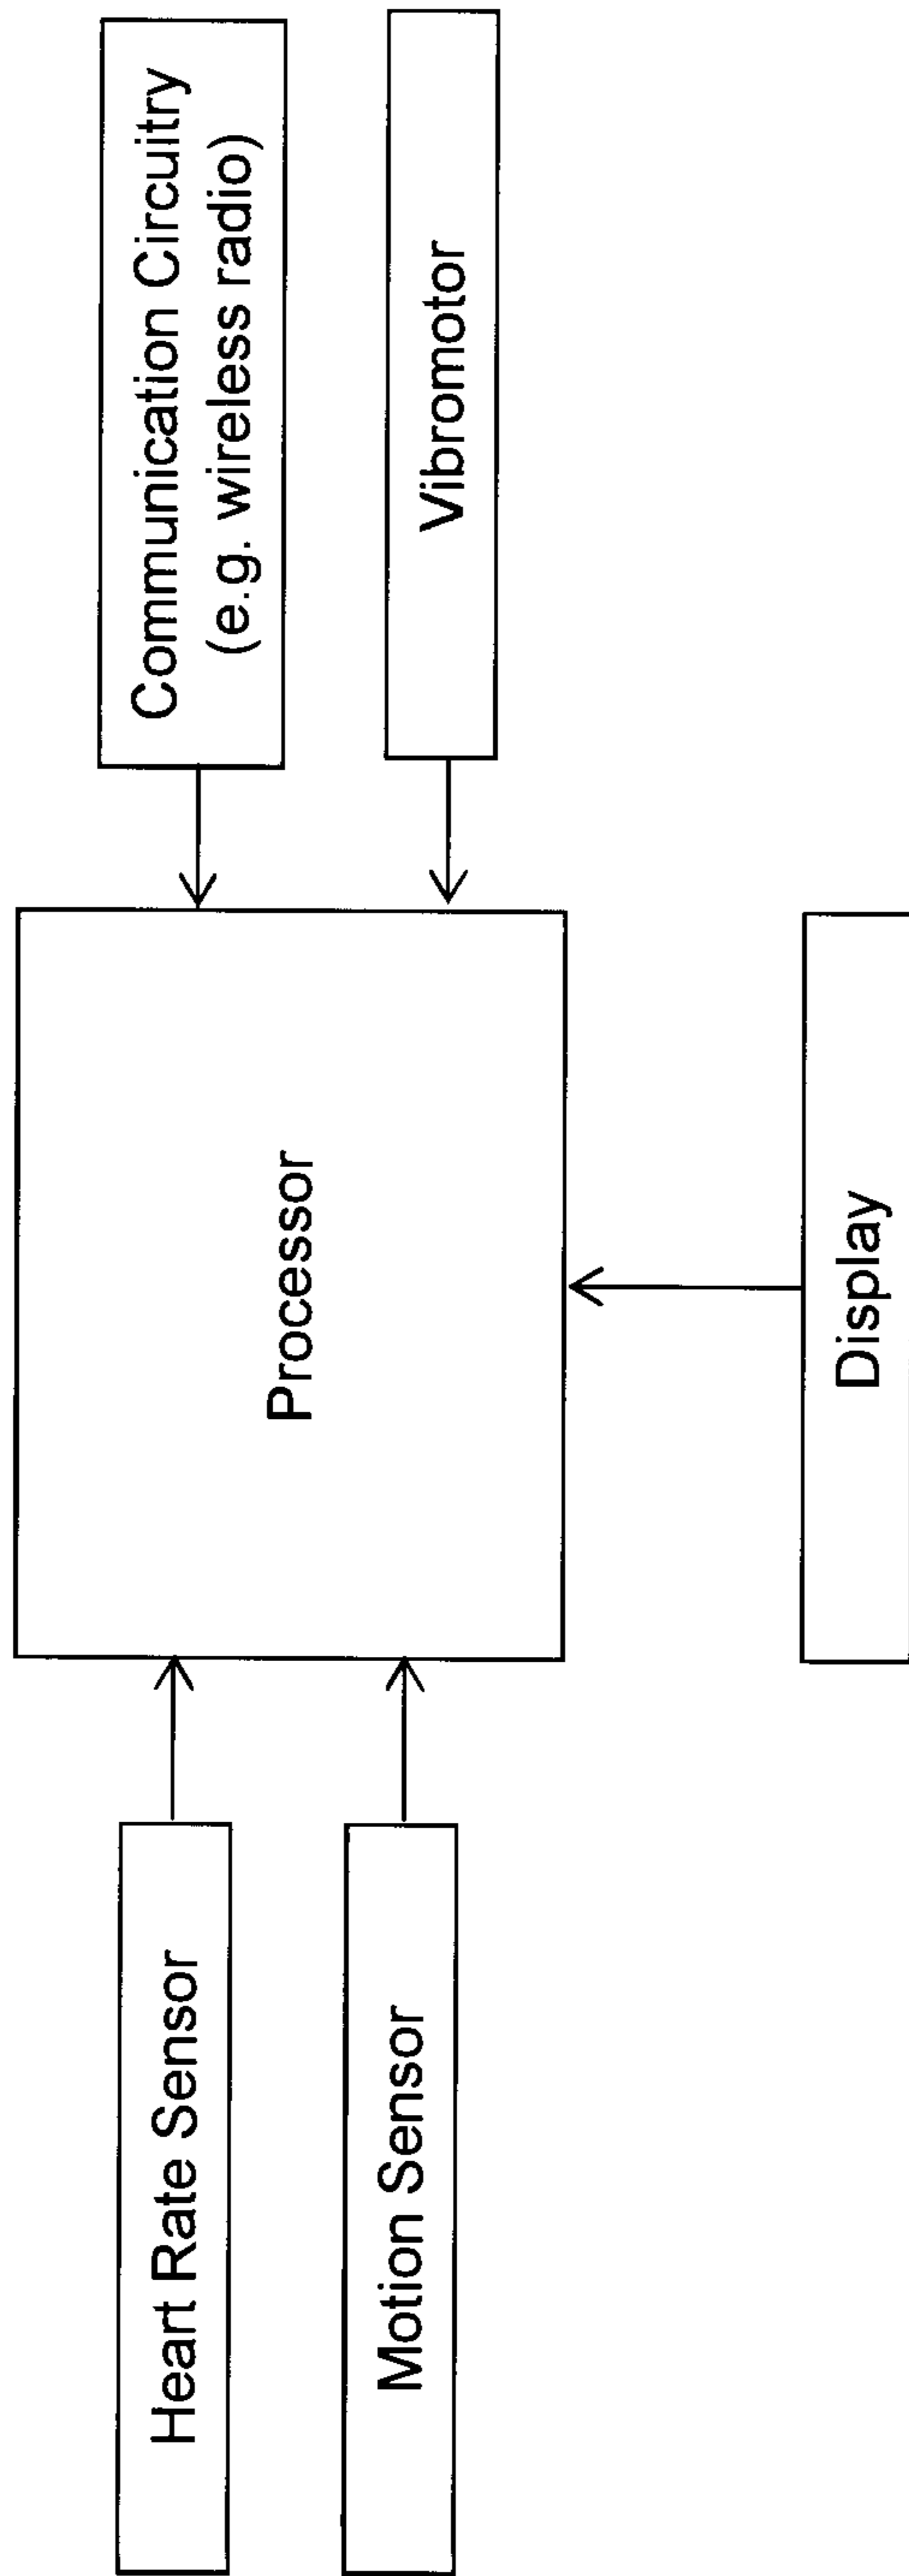 Heart Rate Sensor
Motion Sensor
Processor
Display
Communication Circuitry
(e.g. wireless radio)
Vibromotor